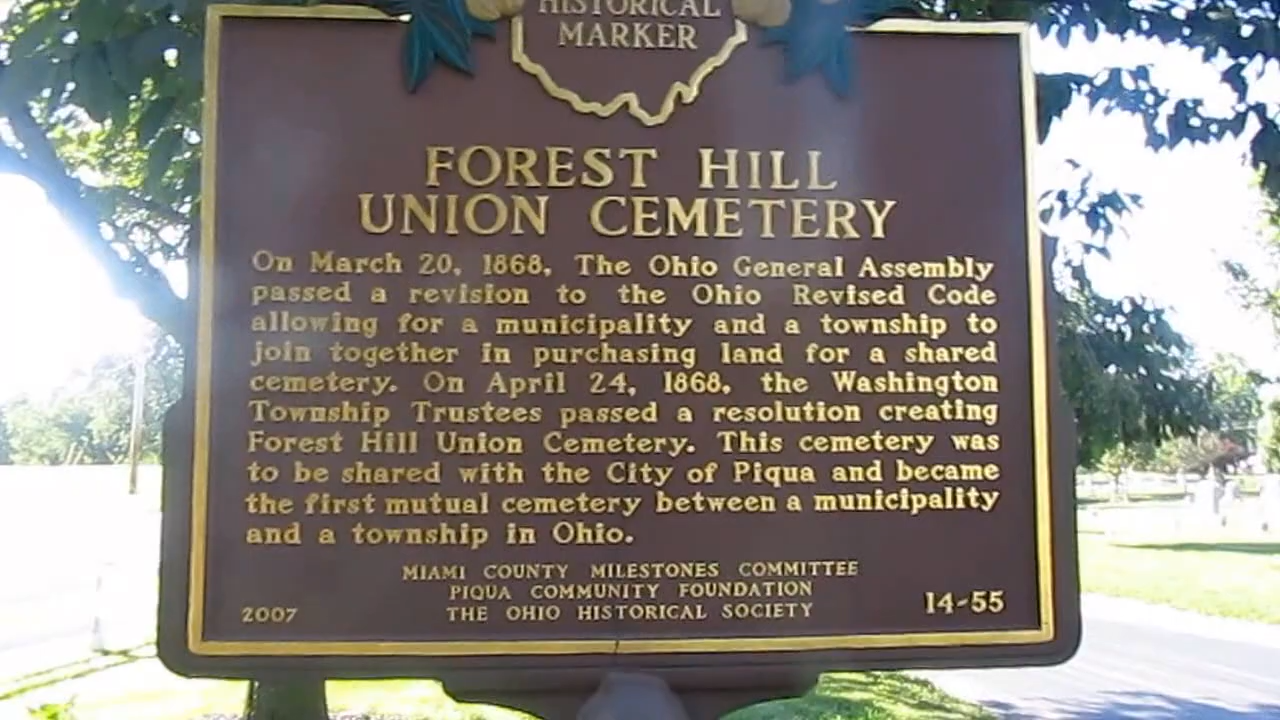 HISTORICAL
MARKER
FOREST HILL
UNION CEMETERY
On March 20, 1868, The Ohio General Assembly
passed a revision to the Ohio Revised Code
allowing for a municipality and a township to
join together in purchasing land for a shared
cemetery. On April 24, 1868, the Washington
Township Trustees passed a resolution creating
Forest Hill Union Cemetery. This cemetery was
to be shared with the City of Piqua and became
the first mutual cemetery between a municipality
and a township in Ohio.
MIAMI COUNTY MILESTONES COMMITTEE
PIQUA COMMUNITY FOUNDATION
THE OHIO HISTORICAL SOCIETY
2007
14-55